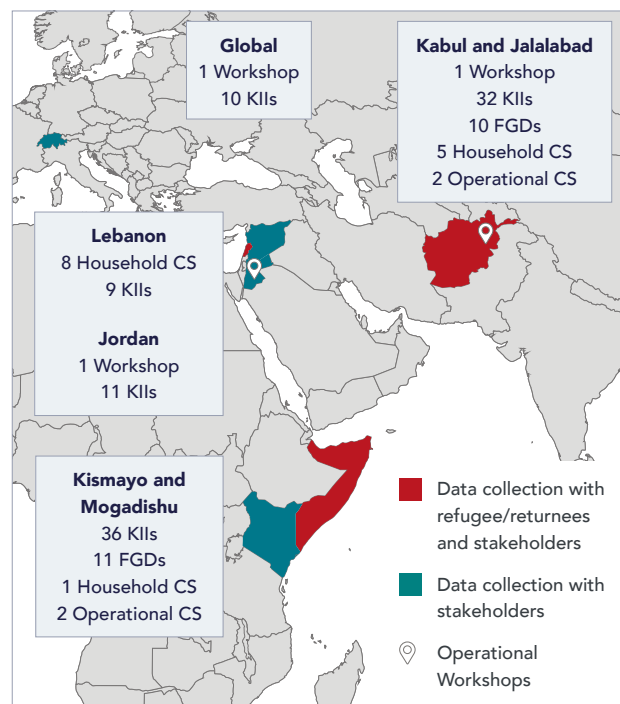 Global
1 Workshop
10 KIIs
Kabul and Jalalabad
1 Workshop
32 KIIs
10 FGDs
5 Household CS
2 Operational CS
Lebanon
8 Household CS
9 KIIs
Jordan
1 Workshop
11 KIIs
Kismayo and
Mogadishu
36 KIIs
11 FGDs
1 Household CS
2 Operational CS
Data collection with
refugee/returnees
and stakeholders
Data collection with
stakeholders
Operational
Workshops